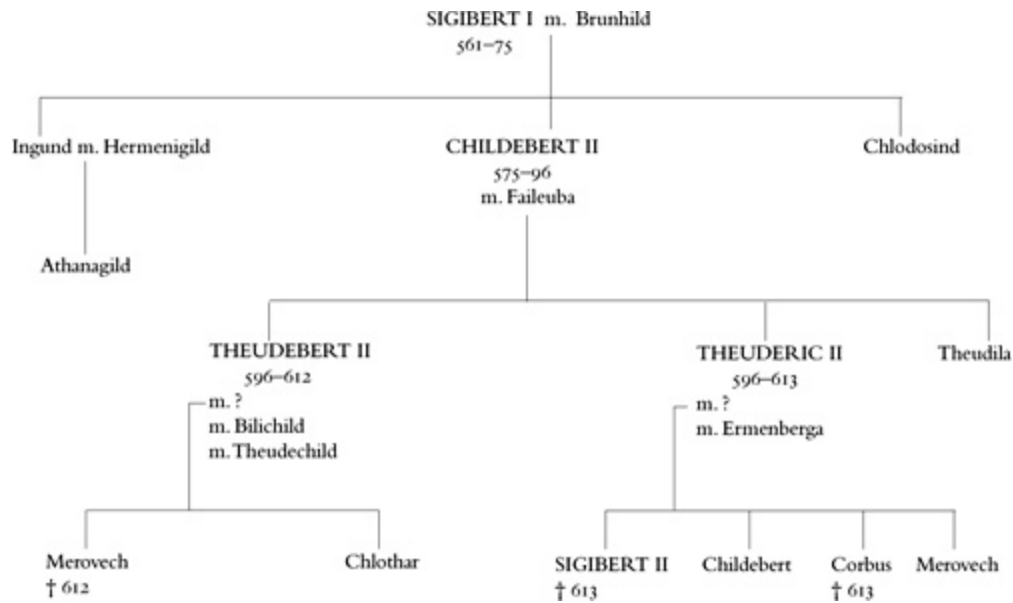 SIGIBERT I m. Brunhild
561–75
Ingund m. Hermenigild
CHILDEBERT II
575–96
m. Faileuba
Chlodosind
Athanagild
THEUDEBERT II
596–612
m. ?
m. Bilichild
m. Theudechild
THEUDERIC II
596–613
m. ?
m. Ermenberga
Theudila
Merovech
† 612
Chlothar
SIGIBERT II
† 613
Childebert
Corbus
† 613
Merovech